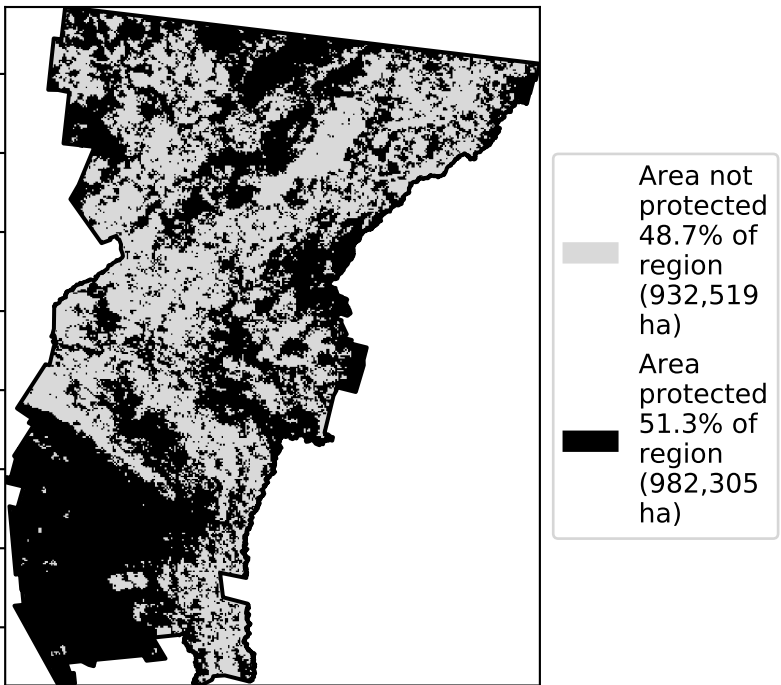 Area not
protected
48.7% of
region
(932,519
ha)
Area
protected
51.3% of
region
(982,305
ha)